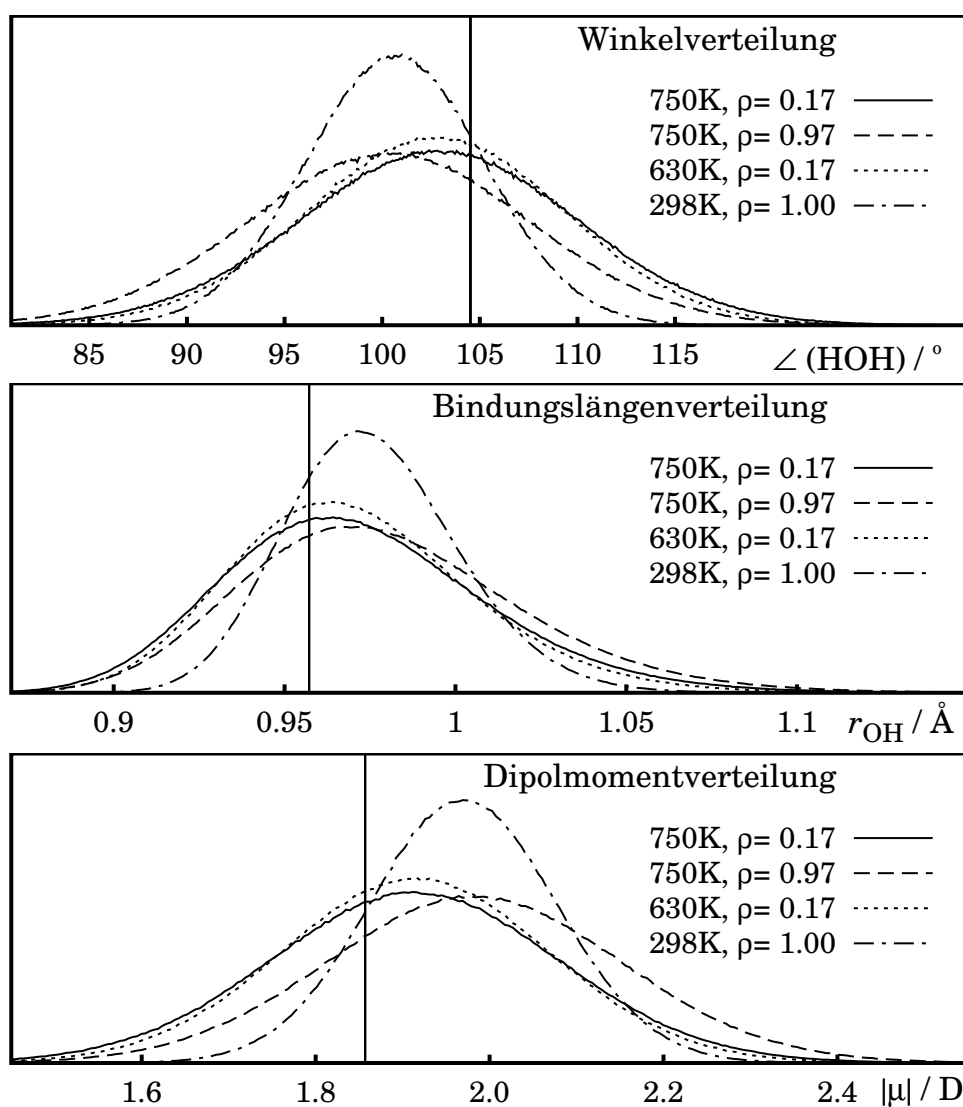 Winkelverteilung
750K, ρ= 0.17
750K, ρ= 0.97
630K, ρ= 0.17
298K, ρ= 1.00
85 90 95 100 105 110 115 ∠ (HOH) / °
Bindungslängenverteilung
750K, ρ= 0.17
750K, ρ= 0.97
630K, ρ= 0.17
298K, ρ= 1.00
0.9 0.95 1 1.05 1.1 rOH / Å
Dipolmomentverteilung
750K, ρ= 0.17
750K, ρ= 0.97
630K, ρ= 0.17
298K, ρ= 1.00
1.6 1.8 2.0 2.2 2.4 |μ| / D